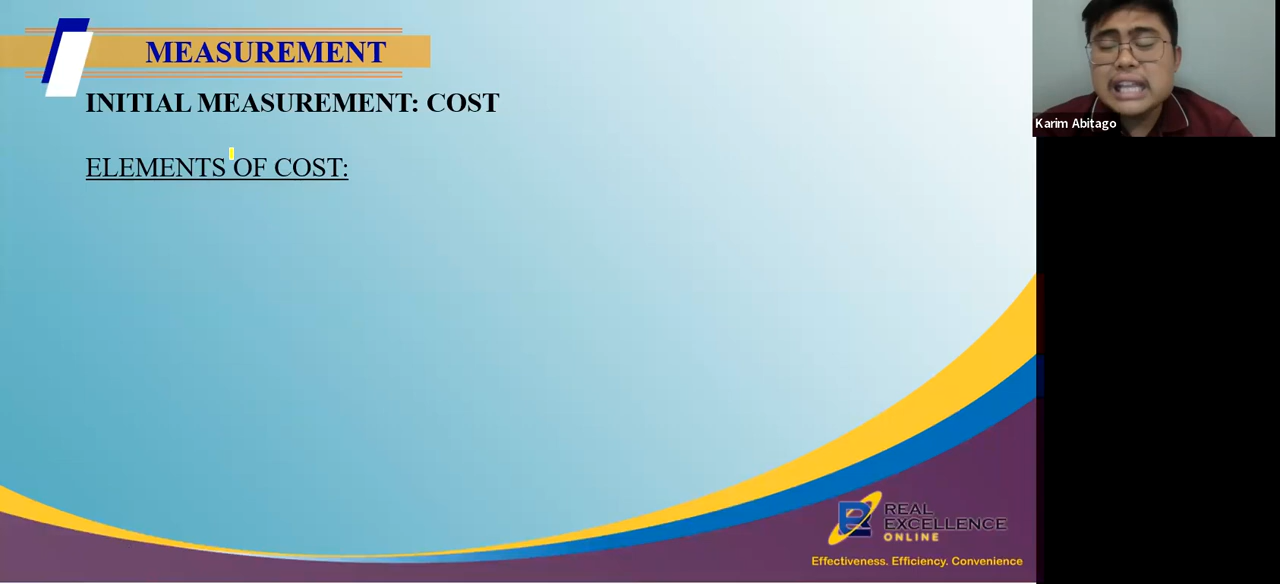 MEASUREMENT
INITIAL MEASUREMENT: COST
ELEMENTS OF COST:
Karim Abitago
REAL
EXCELLENCE
ONLINE
Effectiveness. Efficiency. Convenience